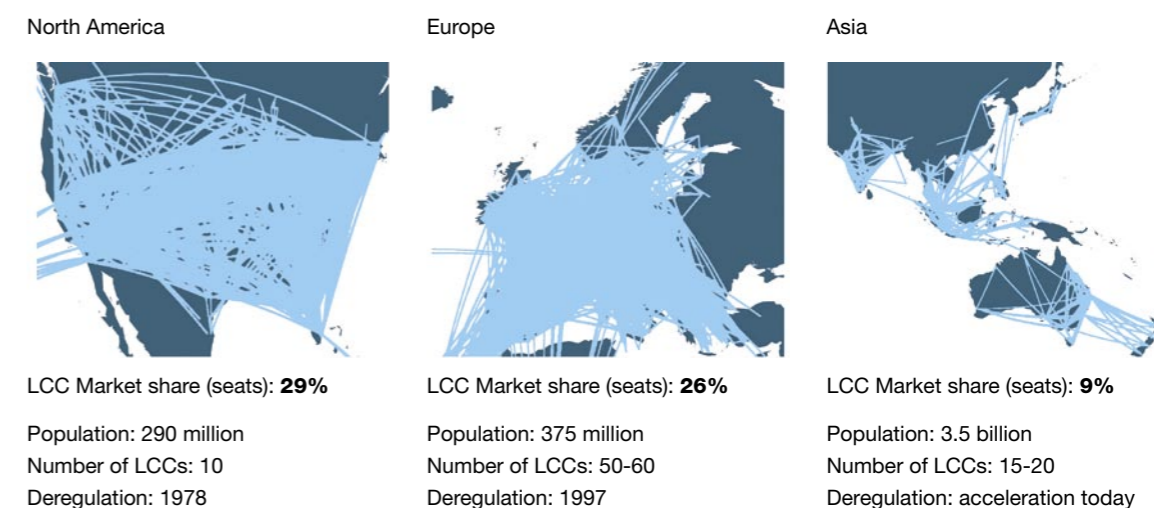 North America
Europe
Asia
LCC Market share (seats): 29%
LCC Market share (seats): 26%
LCC Market share (seats): 9%
Population: 290 million
Number of LCCs: 10
Deregulation: 1978
Population: 375 million
Number of LCCs: 50-60
Deregulation: 1997
Population: 3.5 billion
Number of LCCs: 15-20
Deregulation: acceleration today